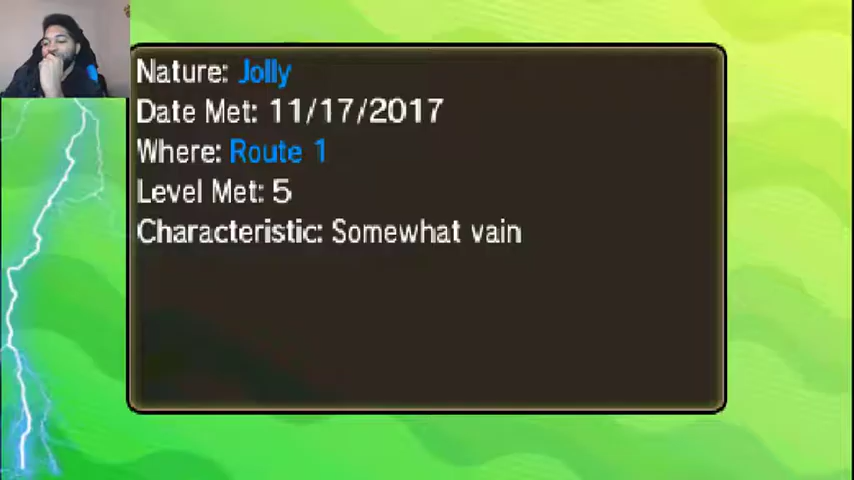 Nature: Jolly
Date Met: 11/17/2017
Where: Route 1
Level Met: 5
Characteristic: Somewhat vain